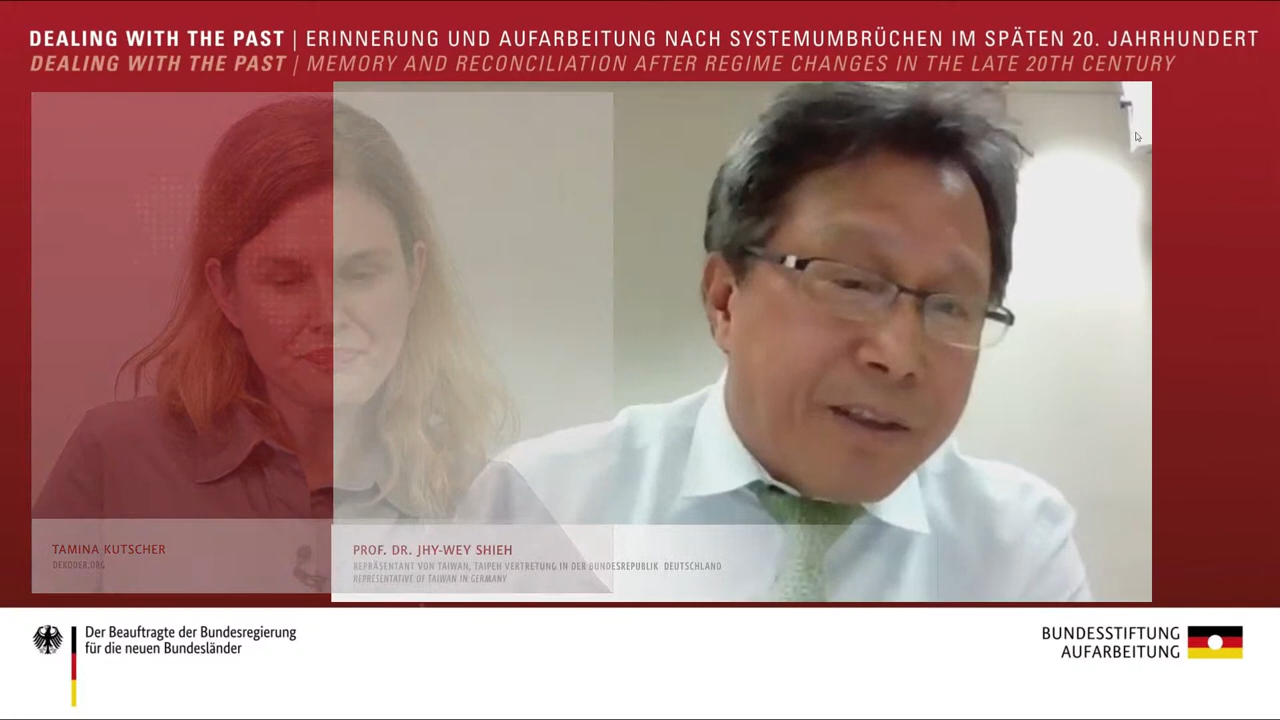 DEALING WITH THE PAST | ERINNERUNG UND AUFARBEITUNG NACH SYSTEMUMBRÜCHEN IM SPÄTEN 20. JAHRHUNDERT
DEALING WITH THE PAST | MEMORY AND RECONCILIATION AFTER REGIME CHANGES IN THE LATE 20TH CENTURY
TAMINA KUTSCHER
DEKODER.ORG
PROF. DR. JHY-WEY SHIEH
REPRÄSENTANT VON TAIWAN, TAIPEH VERTRETUNG IN DER BUNDESREPUBLIK DEUTSCHLAND
REPRESENTATIVE OF TAIWAN IN GERMANY
Der Beauftragte der Bundesregierung
für die neuen Bundesländer
BUNDESSTIFTUNG
AUFARBEITUNG